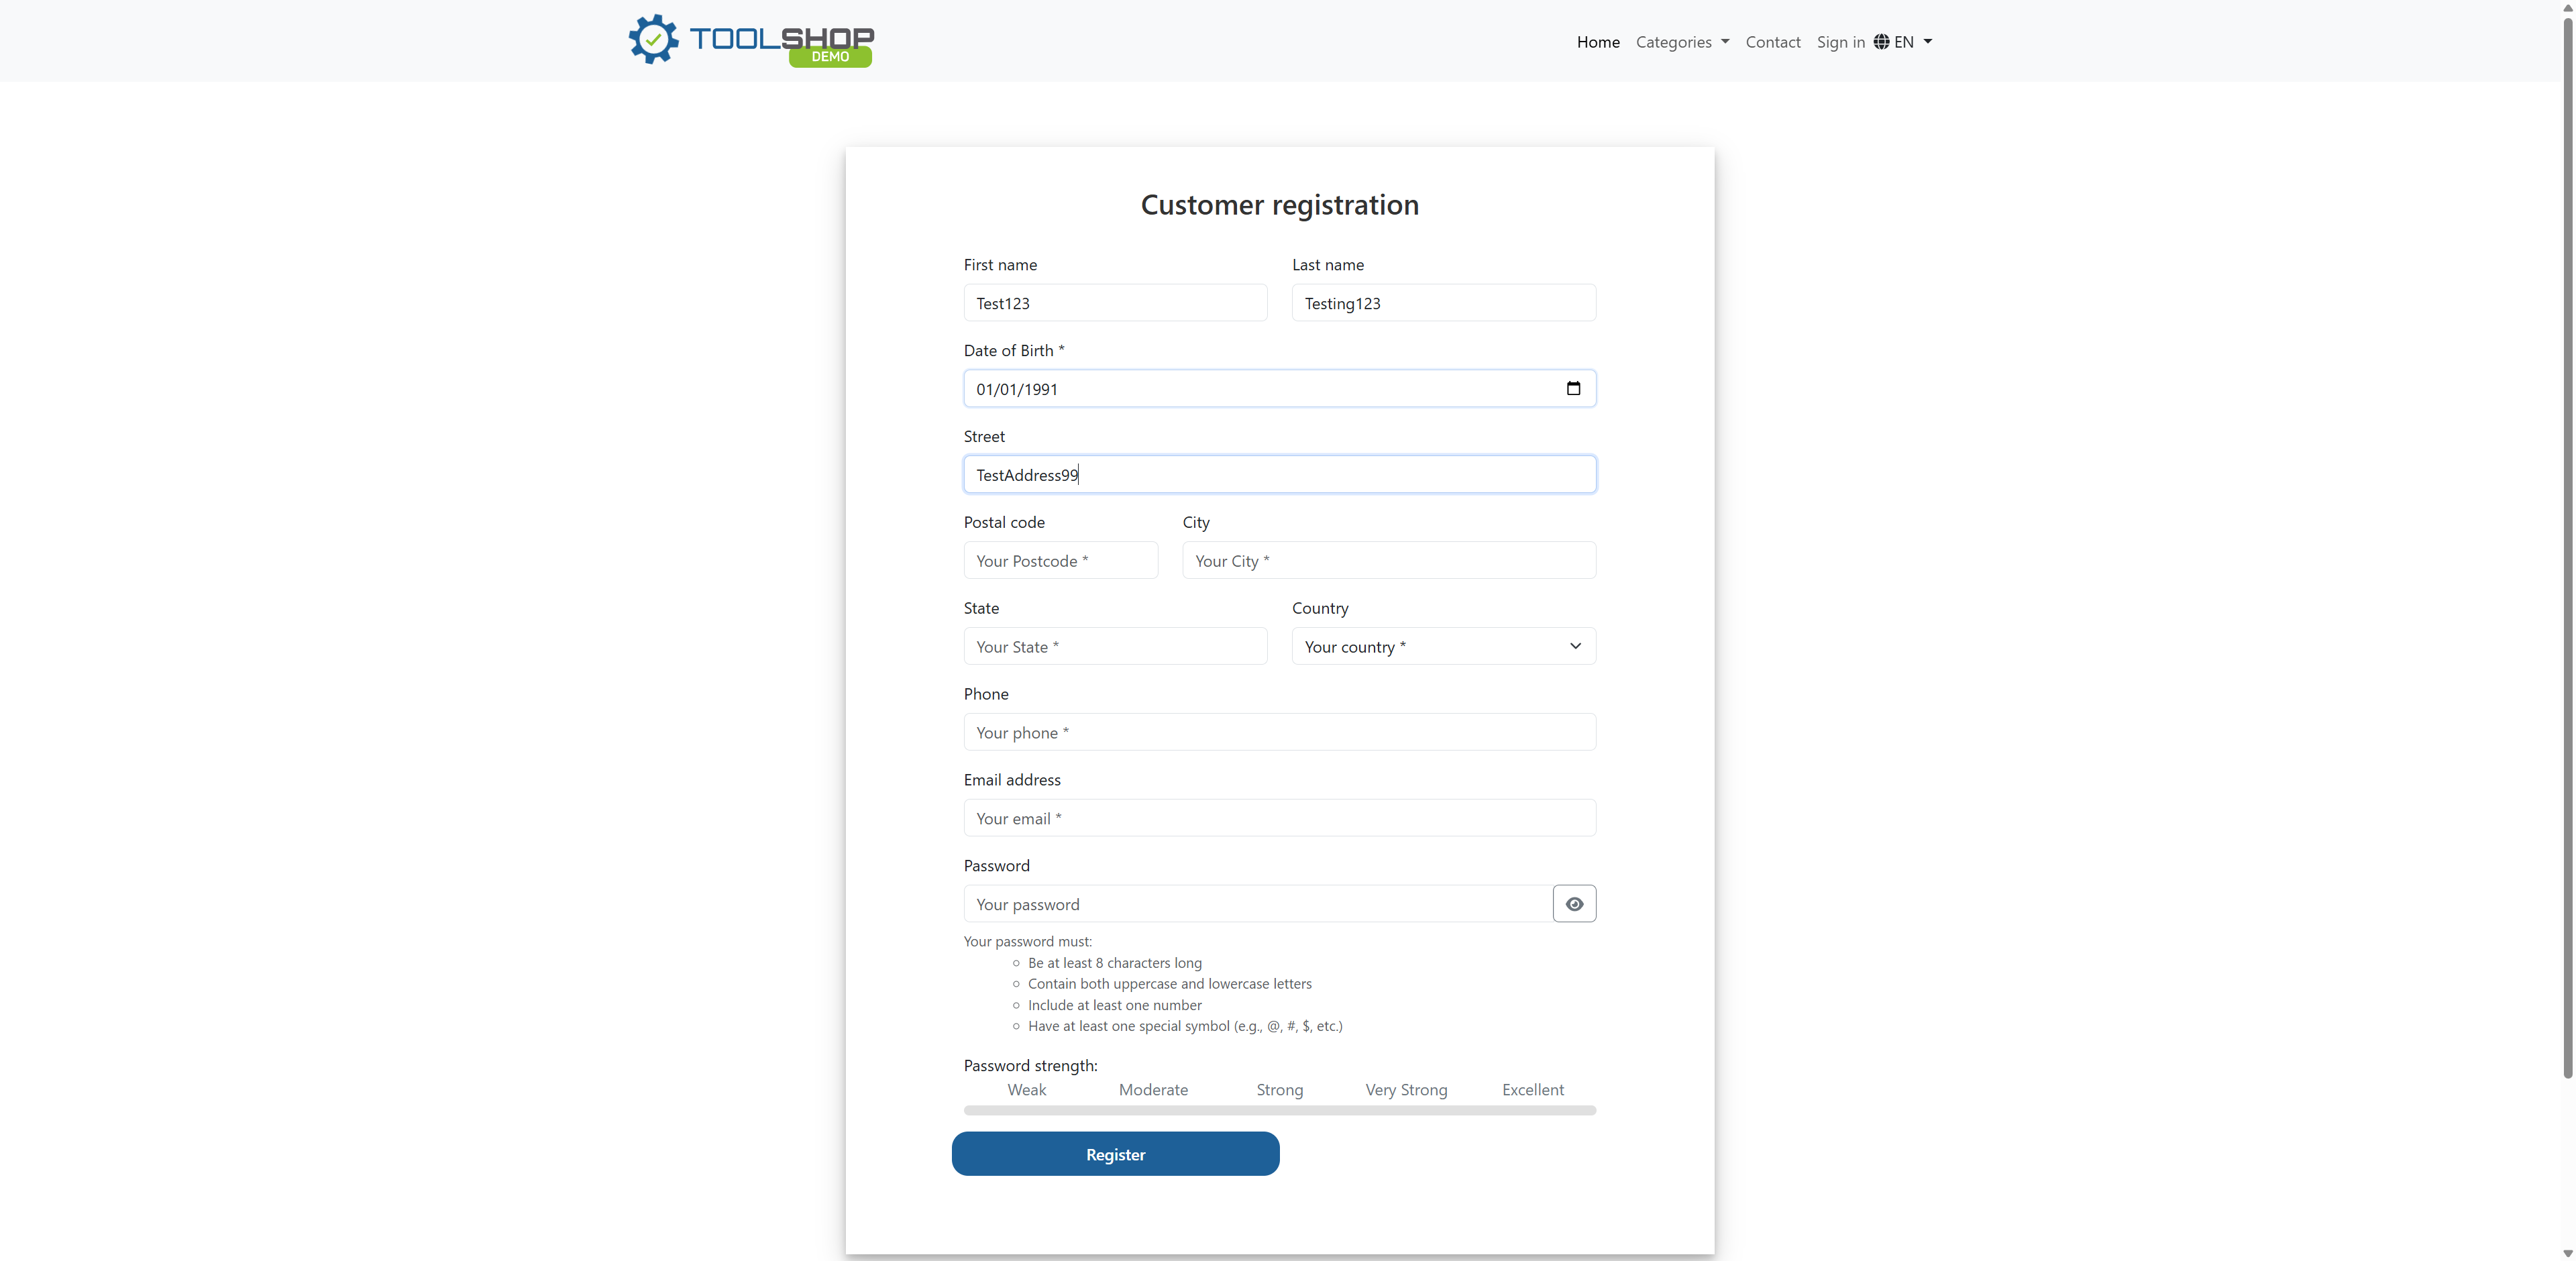 TOOLSHOP
DEMO
Home Categories Contact Sign in EN
Customer registration
First name Last name
Test123 Testing123
Date of Birth *
01/01/1991
Street
TestAddress99
Postal code City
Your Postcode * Your City *
State Country
Your State * Your country *
Phone
Your phone *
Email address
Your email *
Password
Your password
Your password must:
Be at least 8 characters long
Contain both uppercase and lowercase letters
Include at least one number
Have at least one special symbol (e.g., @, #, $, etc.)
Password strength:
Weak Moderate Strong Very Strong Excellent
Register